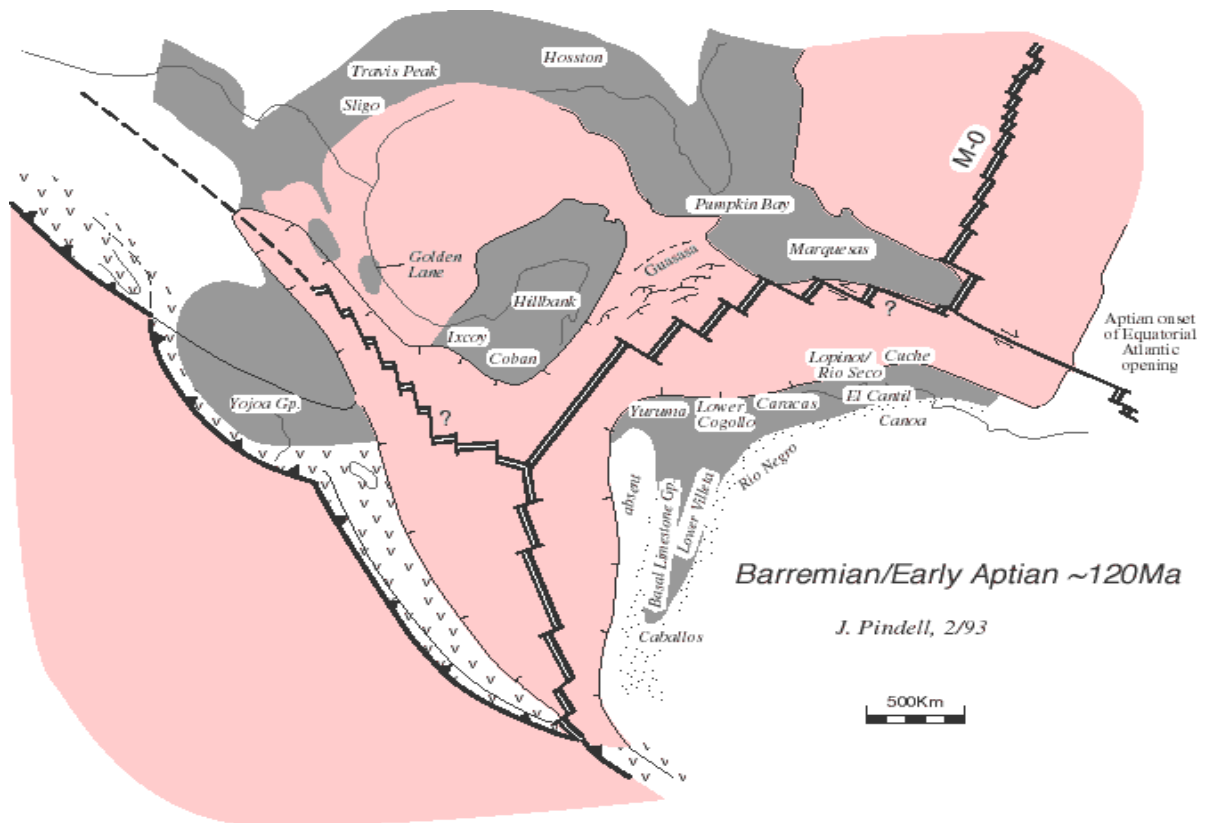 Hosston
Travis Peak
Sligo
M-0
Pumpkin Bay
Marquesas
Guasasa
Golden
Lane
Hillbank
?
Ixcoy
Coban
Aptian onset
of Equatorial
Atlantic
opening
Lopinot/
Rio Seco
Cache
El Cantil
Canoa
Caracas
Lower
Cogollo
Yuruma
Yojoa Gp.
?
Rio Negro
absent
Basal Limestone Gp.
Lower Villeta
Caballos
Barremian/Early Aptian ~120Ma
J. Pindell, 2/93
500Km